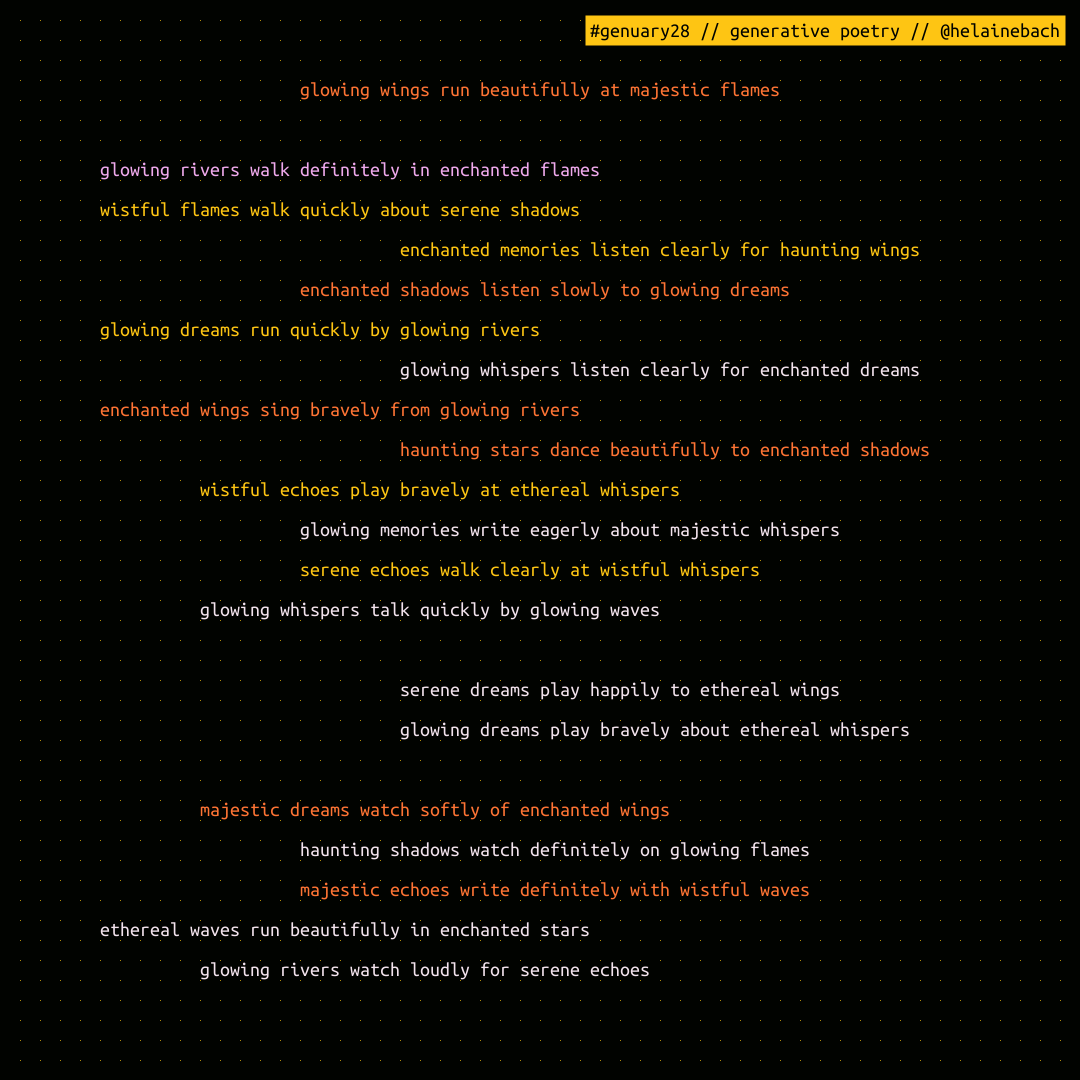 #genuary28 // generative poetry // @helainebach
glowing wings run beautifully at majestic flames
glowing rivers walk definitely in enchanted flames
wistful flames walk quickly about serene shadows
enchanted memories listen clearly for haunting wings
enchanted shadows listen slowly to glowing dreams
glowing dreams run quickly by glowing rivers
glowing whispers listen clearly for enchanted dreams
enchanted wings sing bravely from glowing rivers
haunting stars dance beautifully to enchanted shadows
wistful echoes play bravely at ethereal whispers
glowing memories write eagerly about majestic whispers
serene echoes walk clearly at wistful whispers
glowing whispers talk quickly by glowing waves
serene dreams play happily to ethereal wings
glowing dreams play bravely about ethereal whispers
majestic dreams watch softly of enchanted wings
haunting shadows watch definitely on glowing flames
majestic echoes write definitely with wistful waves
ethereal waves run beautifully in enchanted stars
glowing rivers watch loudly for serene echoes